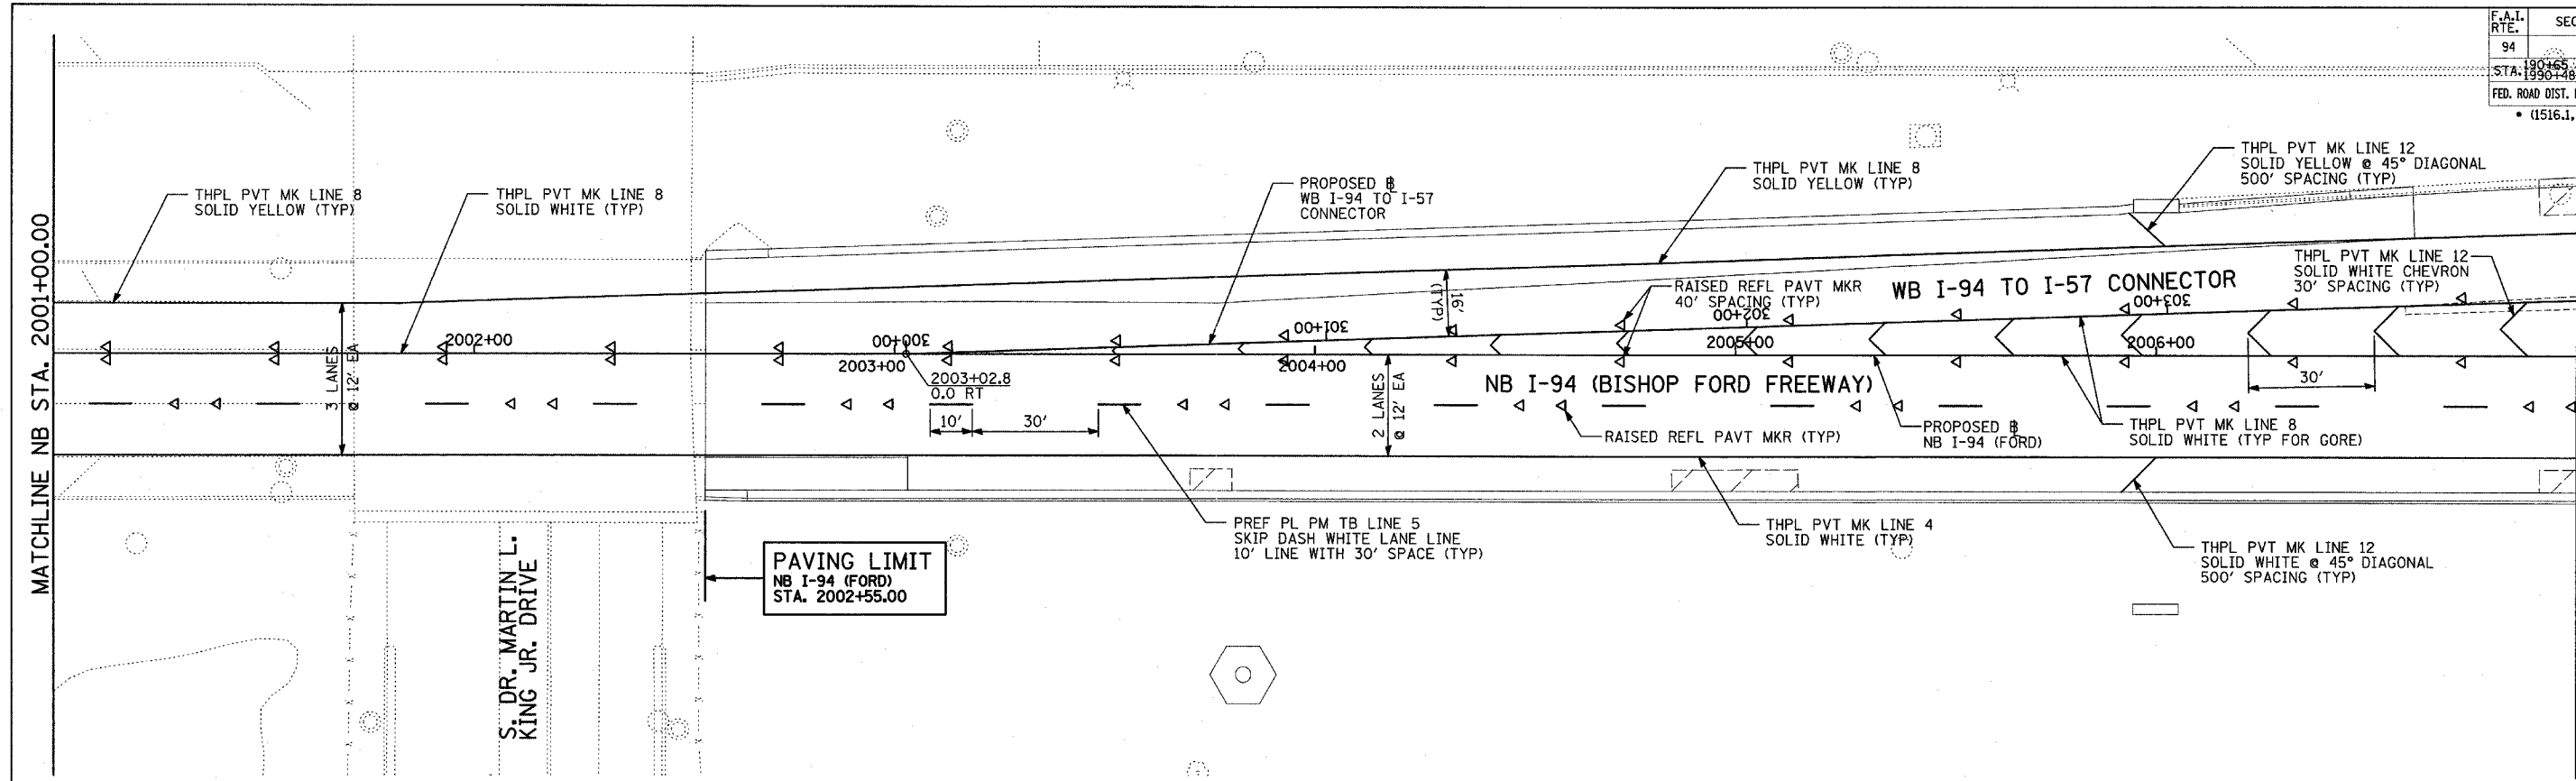 F.A.I.
RTE.
SEC
94
STA. 190+65
1990+48
FED. ROAD DIST.
• (1516.1,
MATCHLINE NB STA. 2001+00.00
THPL PVT MK LINE 8
SOLID YELLOW (TYP)
THPL PVT MK LINE 8
SOLID WHITE (TYP)
PROPOSED ℄
WB I-94 TO I-57
CONNECTOR
THPL PVT MK LINE 8
SOLID YELLOW (TYP)
THPL PVT MK LINE 12
SOLID YELLOW @ 45° DIAGONAL
500' SPACING (TYP)
THPL PVT MK LINE 12
SOLID WHITE CHEVRON
30' SPACING (TYP)
RAISED REFL PAVT MKR
40' SPACING (TYP)
WB I-94 TO I-57 CONNECTOR
16'
(TYP)
300+00
301+00
302+00
303+00
2002+00
2003+00
2004+00
2005+00
2006+00
2003+02.8
0.0 RT
3 LANES
@ 12' EA
2 LANES
@ 12' EA
NB I-94 (BISHOP FORD FREEWAY)
10'
30'
30'
RAISED REFL PAVT MKR (TYP)
PROPOSED ℄
NB I-94 (FORD)
THPL PVT MK LINE 8
SOLID WHITE (TYP FOR GORE)
PREF PL PM TB LINE 5
SKIP DASH WHITE LANE LINE
10' LINE WITH 30' SPACE (TYP)
THPL PVT MK LINE 4
SOLID WHITE (TYP)
THPL PVT MK LINE 12
SOLID WHITE @ 45° DIAGONAL
500' SPACING (TYP)
PAVING LIMIT
NB I-94 (FORD)
STA. 2002+55.00
S. DR. MARTIN L.
KING JR. DRIVE